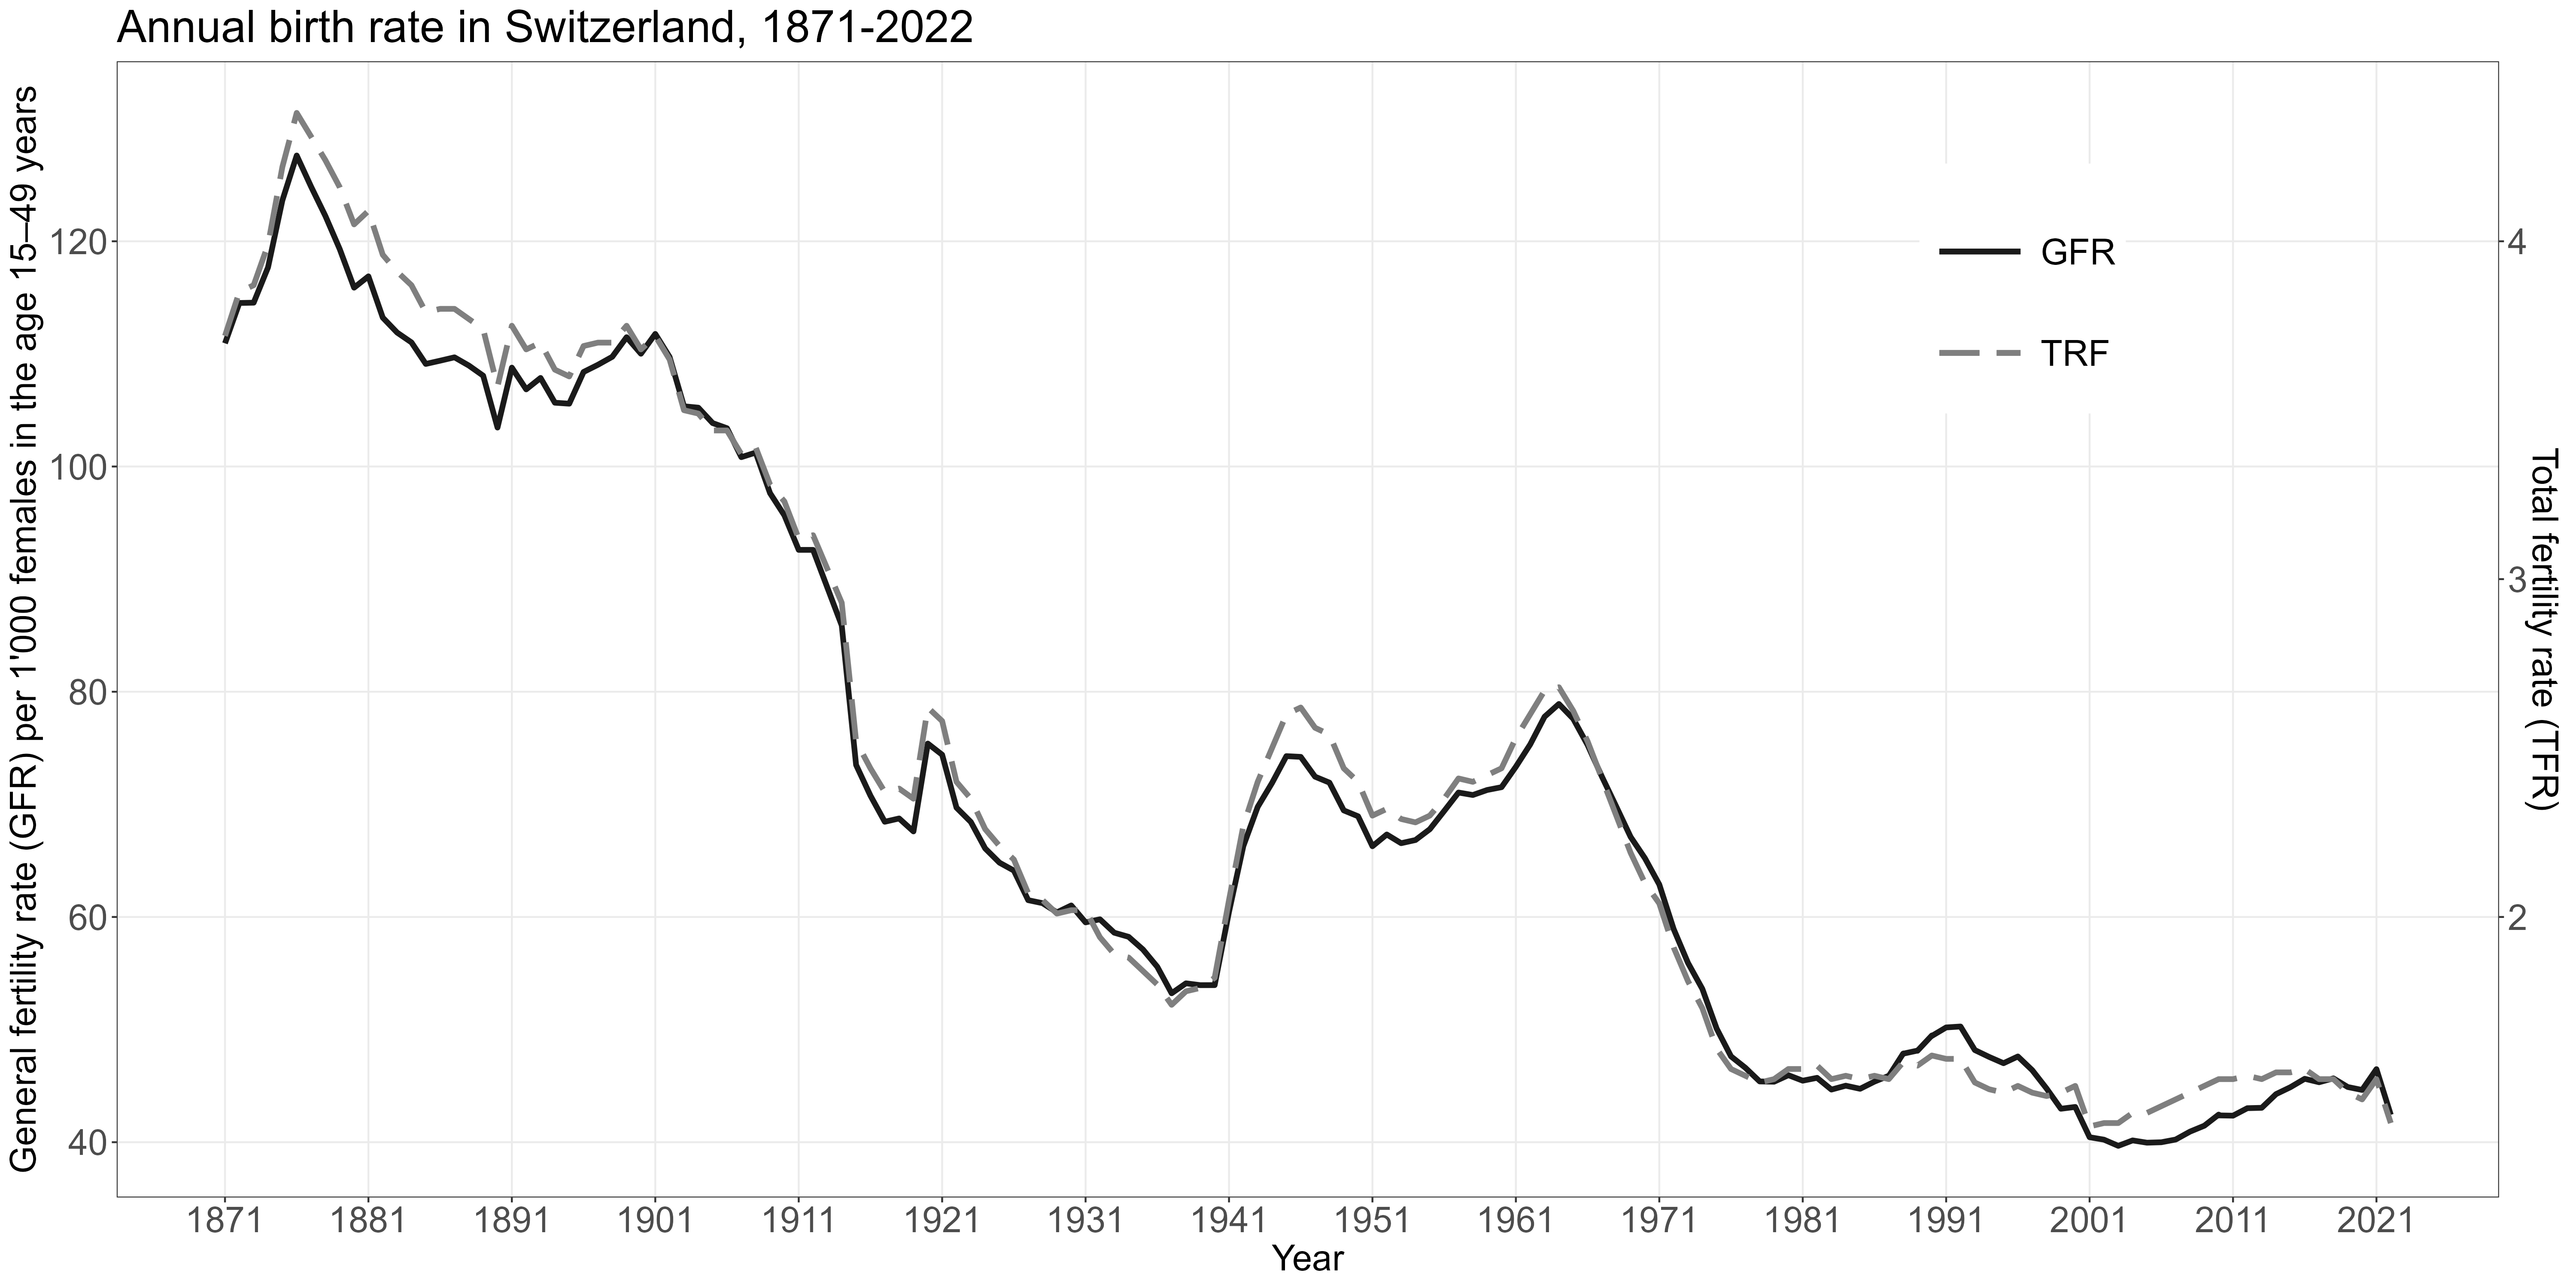 Annual birth rate in Switzerland, 1871-2022
General fertility rate (GFR) per 1'000 females in the age 15–49 years
120
100
80
60
40
GFR
TRF
4
3
2
Total fertility rate (TFR)
1871 1881 1891 1901 1911 1921 1931 1941 1951 1961 1971 1981 1991 2001 2011 2021
Year